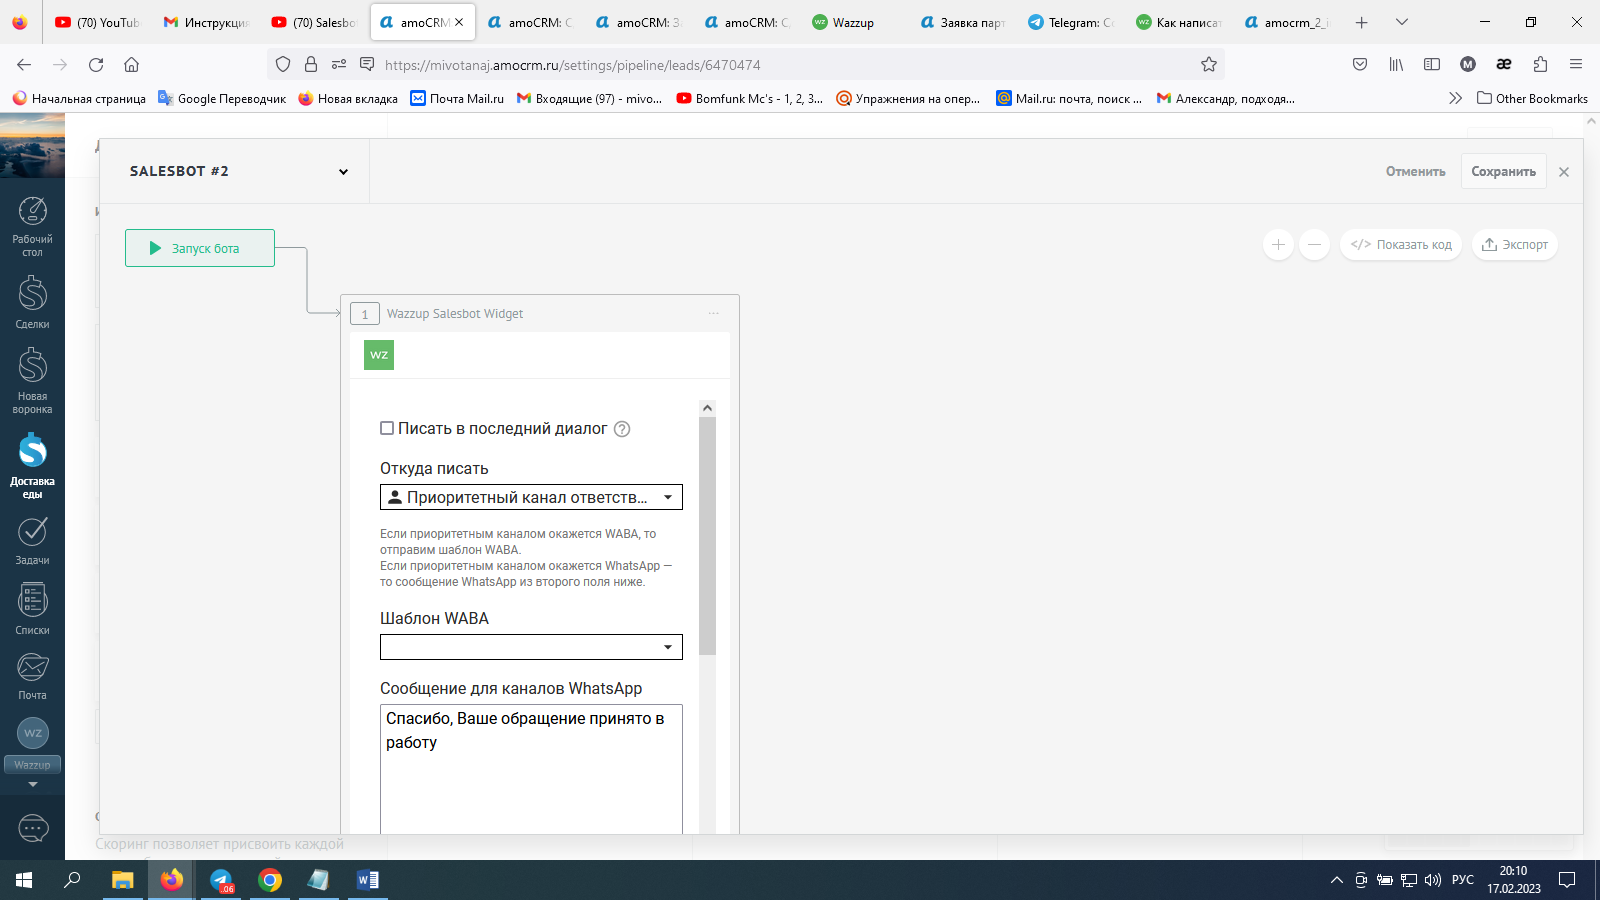 (70) YouTub
Инструкция
(70) Salesbo
amoCRM
amoCRM: С
amoCRM: За
amoCRM: С
Wazzup
Заявка парт
Telegram: Co
Как написат
amocrm_2_i
https://mivotanaj.amocrm.ru/settings/pipeline/leads/6470474
Начальная страница
Google Переводчик
Новая вкладка
Почта Mail.ru
Входящие (97) - mivo...
Bomfunk Mc's - 1, 2, 3...
Упражнения на опер...
Mail.ru: почта, поиск ...
Александр, подходя...
Other Bookmarks
SALESBOT #2
Отменить
Сохранить
Запуск бота
</> Показать код
Экспорт
1
Wazzup Salesbot Widget
...
WZ
Писать в последний диалог
?
Откуда писать
Приоритетный канал ответств...
Если приоритетным каналом окажется WABA, то
отправим шаблон WABA.
Если приоритетным каналом окажется WhatsApp —
то сообщение WhatsApp из второго поля ниже.
Шаблон WABA
Сообщение для каналов WhatsApp
Спасибо, Ваше обращение принято в
работу
Рабочий
стол
Сделки
Новая
воронка
Доставка
еды
Задачи
Списки
Почта
WZ
Wazzup
Скоринг позволяет присвоить каждой
РУС
20:10
17.02.2023